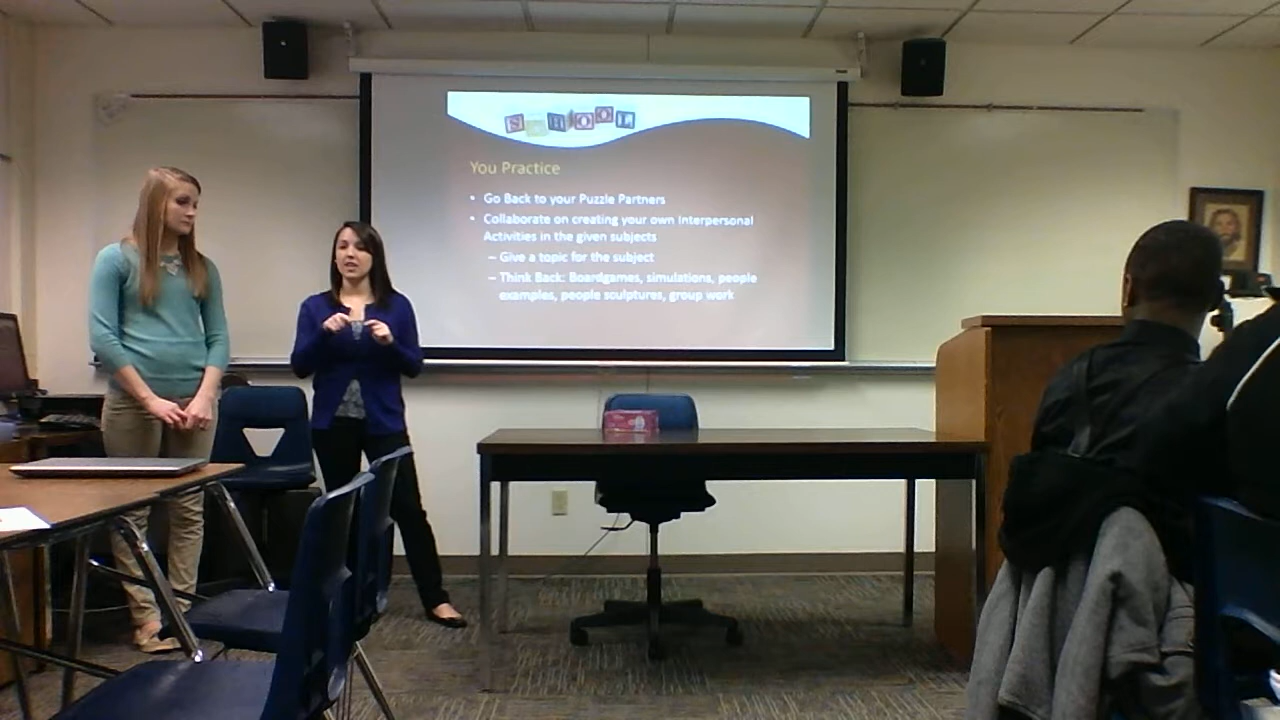 SCHOOL
You Practice
• Go Back to your Puzzle Partners
• Collaborate on creating your own Interpersonal
Activities in the given subjects
– Give a topic for the subject
– Think Back: Boardgames, simulations, people
examples, people sculptures, group work